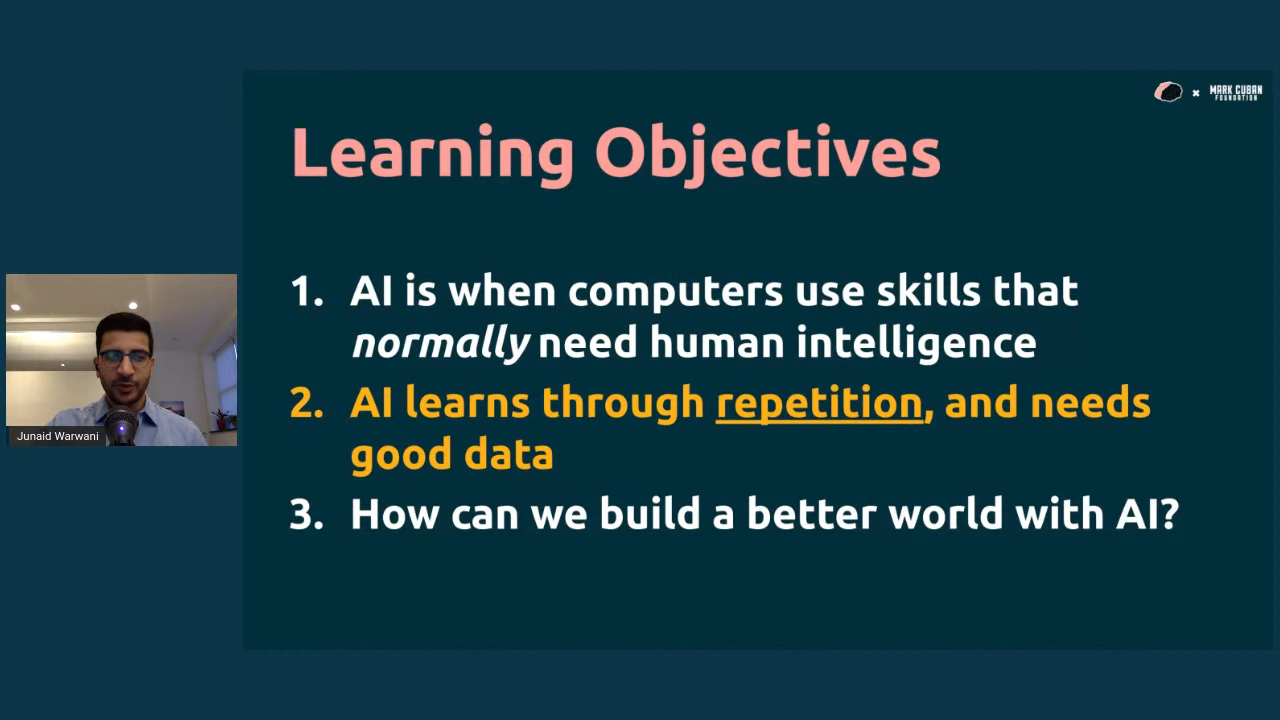 MARK CUBAN
FOUNDATION
Learning Objectives
1. AI is when computers use skills that
normally need human intelligence
2. AI learns through repetition, and needs
good data
3. How can we build a better world with AI?
Junaid Warwani